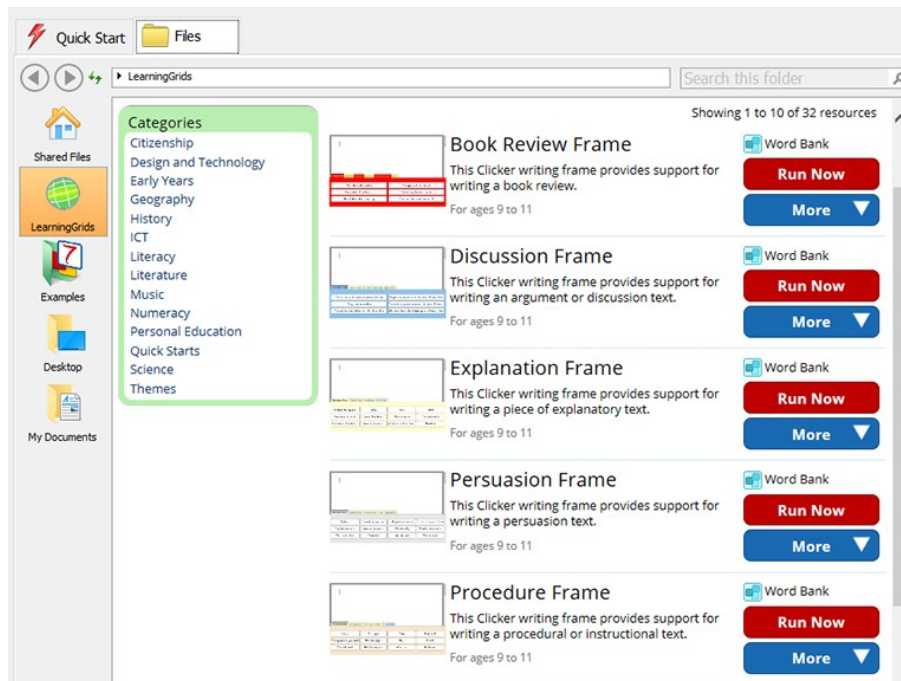 Quick Start
Files
LearningGrids
Search this folder
Shared Files
LearningGrids
Examples
Desktop
My Documents
Categories
Citizenship
Design and Technology
Early Years
Geography
History
ICT
Literacy
Literature
Music
Numeracy
Personal Education
Quick Starts
Science
Themes
Showing 1 to 10 of 32 resources
Book Review Frame
This Clicker writing frame provides support for
writing a book review.
For ages 9 to 11
Word Bank
Run Now
More
Discussion Frame
This Clicker writing frame provides support for
writing an argument or discussion text.
For ages 9 to 11
Word Bank
Run Now
More
Explanation Frame
This Clicker writing frame provides support for
writing a piece of explanatory text.
For ages 9 to 11
Word Bank
Run Now
More
Persuasion Frame
This Clicker writing frame provides support for
writing a persuasion text.
For ages 9 to 11
Word Bank
Run Now
More
Procedure Frame
This Clicker writing frame provides support for
writing a procedural or instructional text.
For ages 9 to 11
Word Bank
Run Now
More